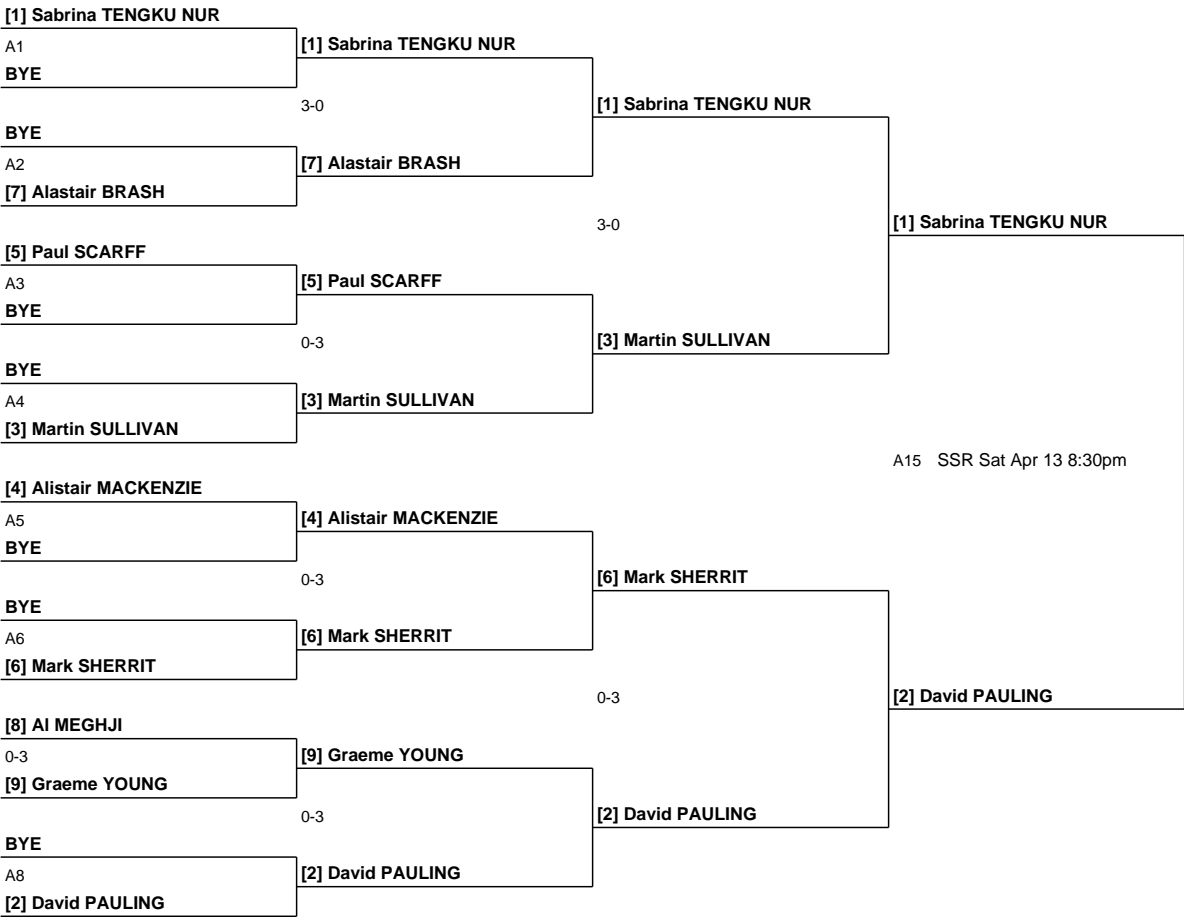 [1] Sabrina TENGKU NUR
A1
BYE
BYE
A2
[7] Alastair BRASH
[5] Paul SCARFF
A3
BYE
BYE
A4
[3] Martin SULLIVAN
[4] Alistair MACKENZIE
A5
BYE
BYE
A6
[6] Mark SHERRIT
[8] Al MEGHJI
0-3
[9] Graeme YOUNG
BYE
A8
[2] David PAULING
[1] Sabrina TENGKU NUR
3-0
[7] Alastair BRASH
[5] Paul SCARFF
0-3
[3] Martin SULLIVAN
[4] Alistair MACKENZIE
0-3
[6] Mark SHERRIT
[9] Graeme YOUNG
0-3
[2] David PAULING
[1] Sabrina TENGKU NUR
3-0
[3] Martin SULLIVAN
[6] Mark SHERRIT
0-3
[2] David PAULING
[1] Sabrina TENGKU NUR
A15 SSR Sat Apr 13 8:30pm
[2] David PAULING